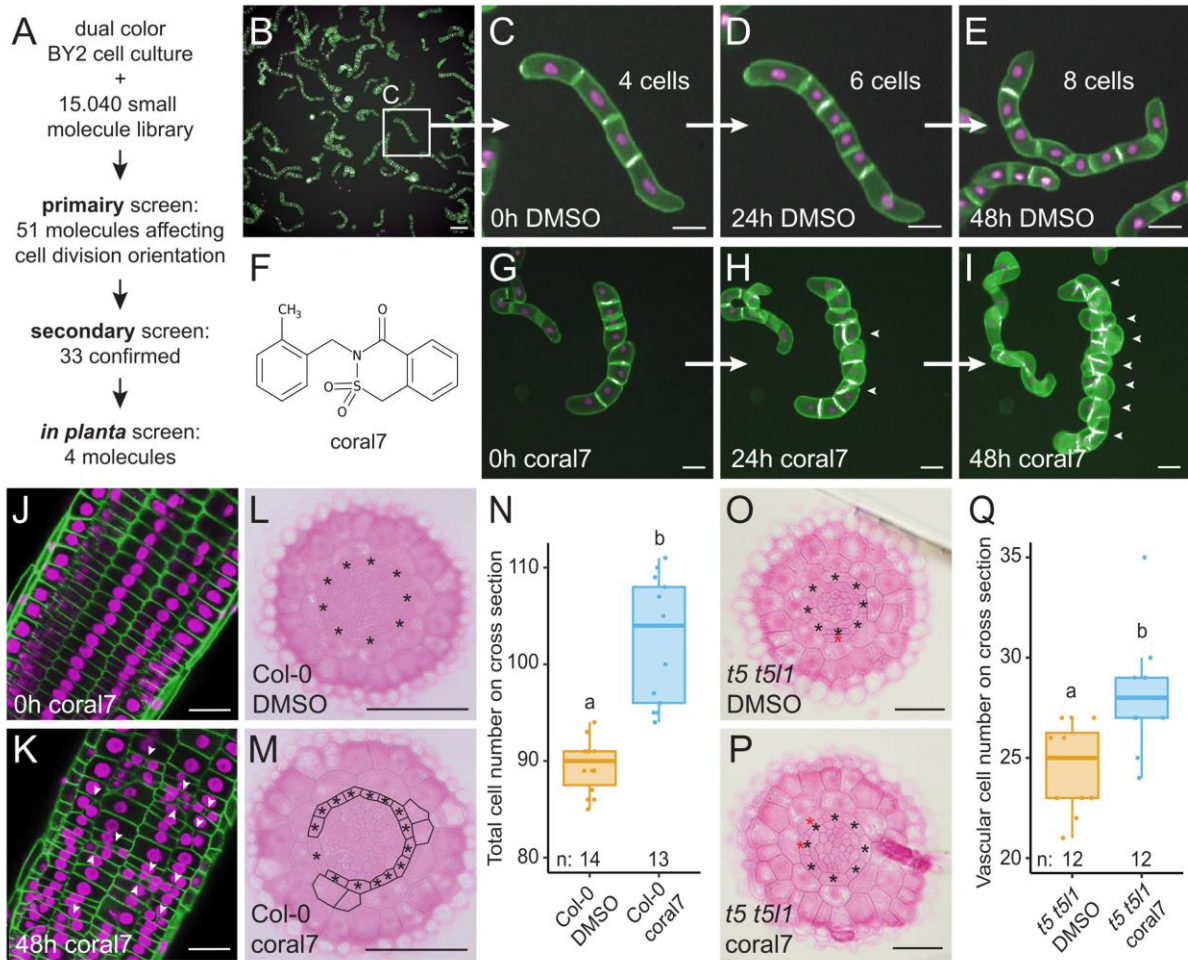 A
dual color
BY2 cell culture
+
15.040 small
molecule library
primairy screen:
51 molecules affecting
cell division orientation
secondary screen:
33 confirmed
in planta screen:
4 molecules
B
C
C
4 cells
0h DMSO
D
6 cells
24h DMSO
E
8 cells
48h DMSO
F
CH3
O
N
S
O
O
coral7
G
0h coral7
H
24h coral7
I
48h coral7
J
0h coral7
K
48h coral7
L
* * * * * * * * *
Col-0
DMSO
M
Col-0
coral7
N
Total cell number on cross section
110
100
90
80
a
b
n: 14
13
Col-0
DMSO
Col-0
coral7
O
t5 t5l1
DMSO
P
t5 t5l1
coral7
Q
Vascular cell number on cross section
35
30
25
20
a
b
n: 12
12
t5 t5l1
DMSO
t5 t5l1
coral7